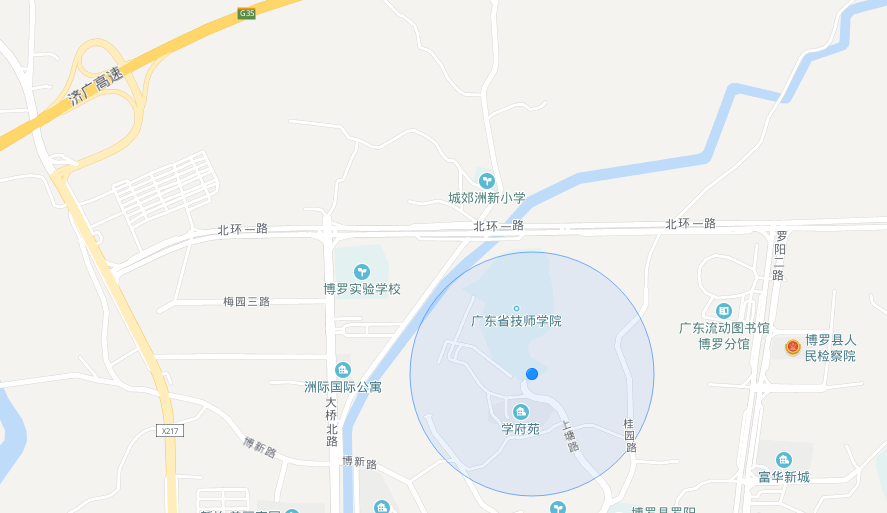 G35
济广高速
城郊洲新小学
北环一路
北环一路
北环一路
罗阳二路
博罗实验学校
梅园三路
广东省技师学院
广东流动图书馆
博罗分馆
博罗县人
民检察院
洲际国际公寓
大桥北路
学府苑
上塘路
桂园路
X217
博新路
博新路
富华新城
博罗县罗阳